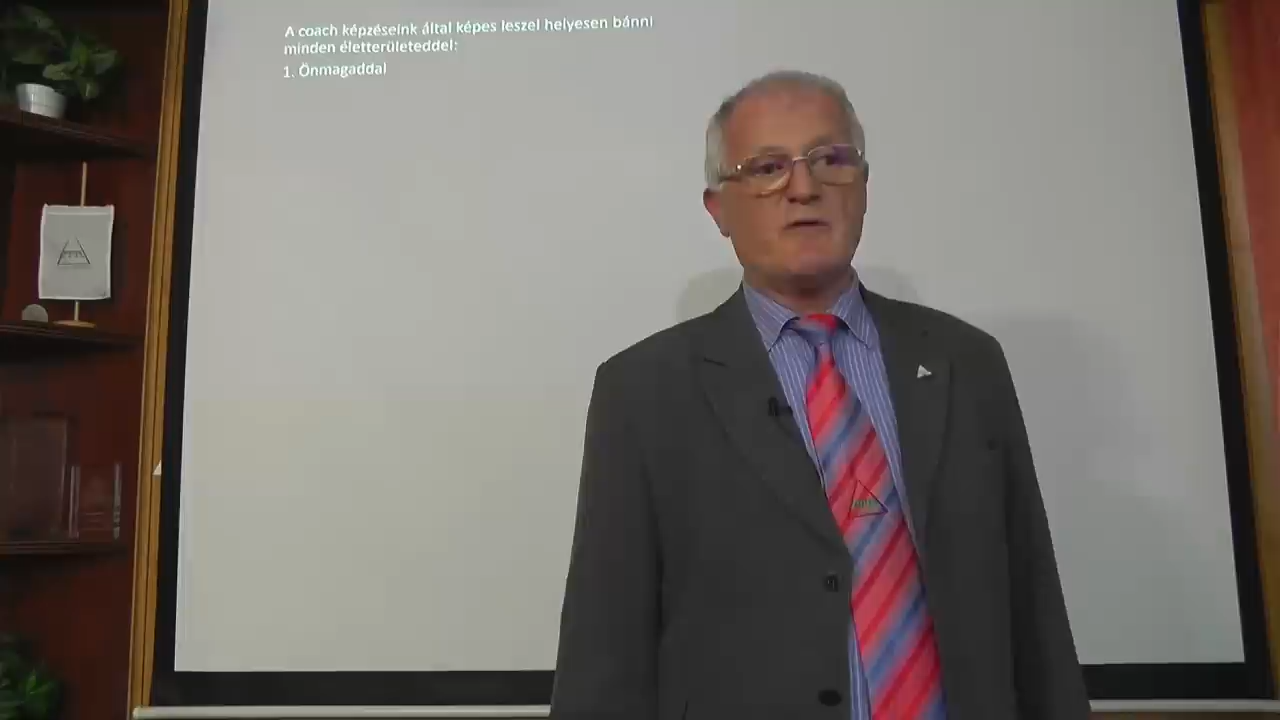 A coach képzéseink által képes leszel helyesen bánni
minden életterületeddel:
1. Önmagaddal